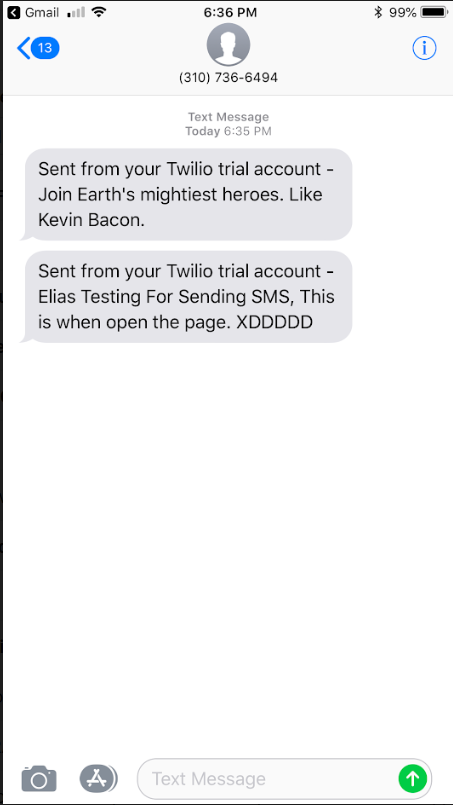 Gmail 6:36 PM 99%
13
(310) 736-6494
Text Message
Today 6:35 PM
Sent from your Twilio trial account -
Join Earth's mightiest heroes. Like
Kevin Bacon.
Sent from your Twilio trial account -
Elias Testing For Sending SMS, This
is when open the page. XDDDDD
Text Message